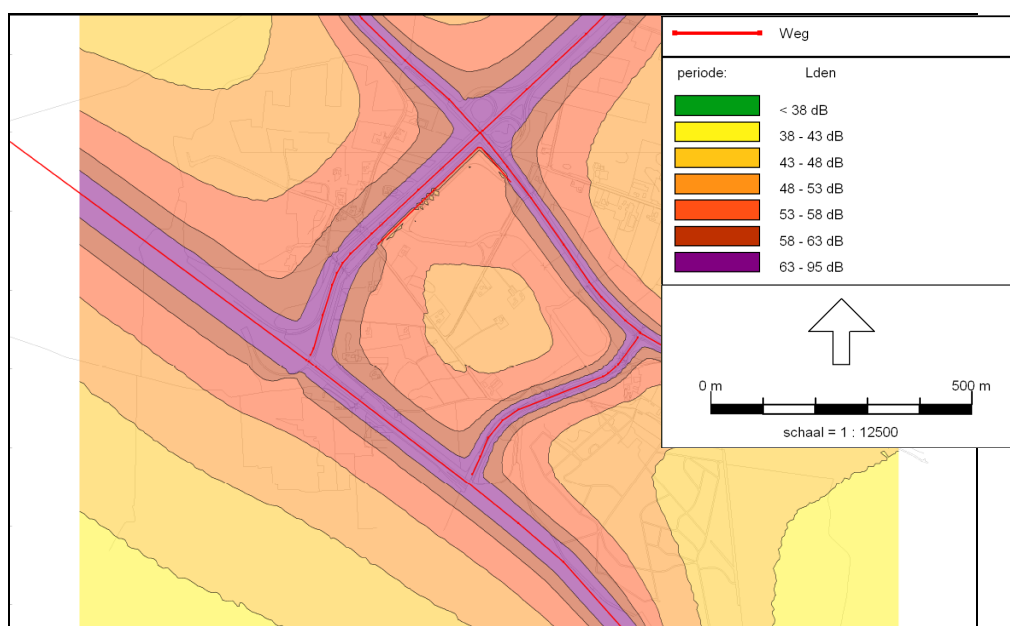 Weg
periode: Lden
< 38 dB
38 - 43 dB
43 - 48 dB
48 - 53 dB
53 - 58 dB
58 - 63 dB
63 - 95 dB
0 m 500 m
schaal = 1 : 12500